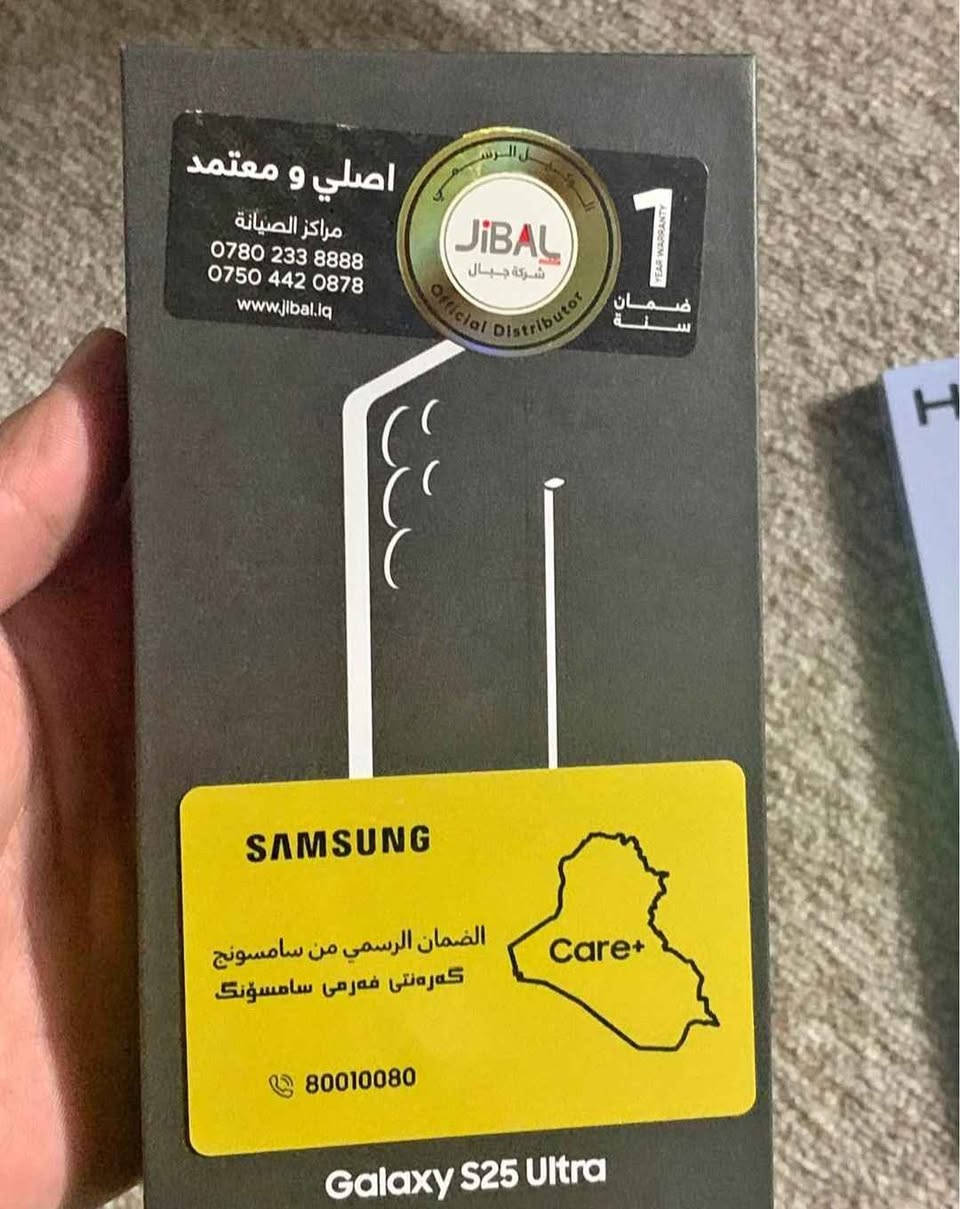 اصلي و معتمد
مراكز الصيانة
0780 233 8888
0750 442 0878
www.jibal.iq
الوكيل الرسمي
JiBAL
شركة جبال
Official Distributor
1
YEAR WARRANTY
ضمان
سنة
SAMSUNG
الضمان الرسمي من سامسونج
گەرەنتی فەرمی سامسۆنگ
Care+
80010080
Galaxy S25 Ultra
H